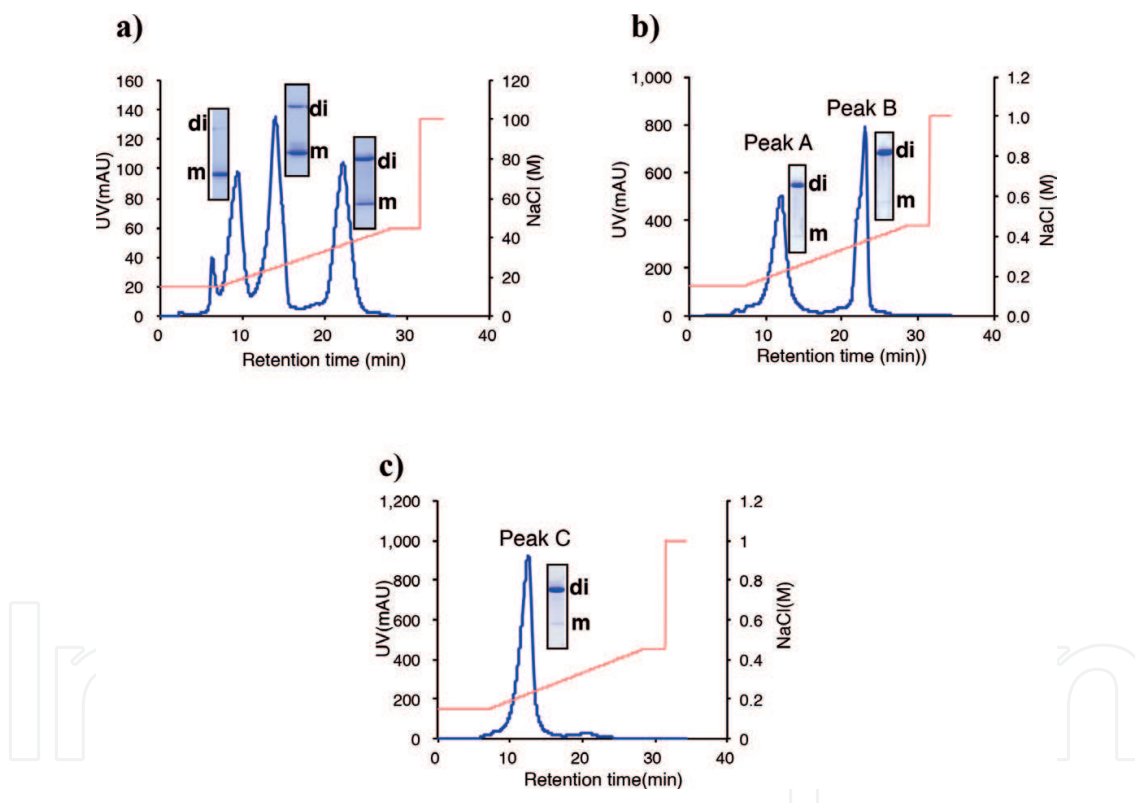 a)
160
140
120
100
80
60
40
20
0
UV(mAU)
di
m
di
m
di
m
120
100
80
60
40
20
0
NaCl (M)
0 10 20 30 40
Retention time (min)
b)
1,000
800
600
400
200
0
UV(mAU)
Peak A
di
m
Peak B
di
m
1.2
1.0
0.8
0.6
0.4
0.2
0.0
NaCl (M)
0 10 20 30 40
Retention time (min))
c)
1,200
1,000
800
600
400
200
0
UV(mAU)
Peak C
di
m
1.2
1
0.8
0.6
0.4
0.2
0
NaCl(M)
0 10 20 30 40
Retention time(min)